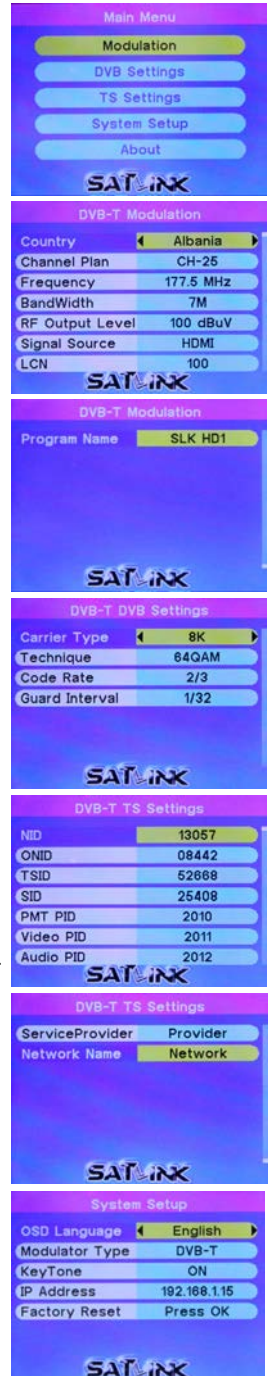 Main Menu
Modulation
DVB Settings
TS Settings
System Setup
About
SATLINK
DVB-T Modulation
Country Albania
Channel Plan CH-25
Frequency 177.5 MHz
BandWidth 7M
RF Output Level 100 dBuV
Signal Source HDMI
LCN 100
SATLINK
DVB-T Modulation
Program Name SLK HD1
SATLINK
DVB-T DVB Settings
Carrier Type 8K
Technique 64QAM
Code Rate 2/3
Guard Interval 1/32
SATLINK
DVB-T TS Settings
NID 13057
ONID 08442
TSID 52668
SID 25408
PMT PID 2010
Video PID 2011
Audio PID 2012
SATLINK
DVB-T TS Settings
ServiceProvider Provider
Network Name Network
SATLINK
System Setup
OSD Language English
Modulator Type DVB-T
KeyTone ON
IP Address 192.168.1.15
Factory Reset Press OK
SATLINK